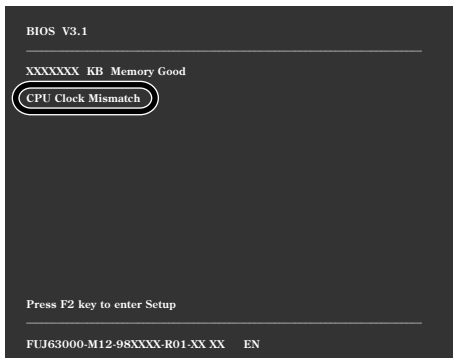 BIOS V3.1
XXXXXXX KB Memory Good
CPU Clock Mismatch
Press F2 key to enter Setup
FUJ63000-M12-98XXXX-R01-XX XX EN